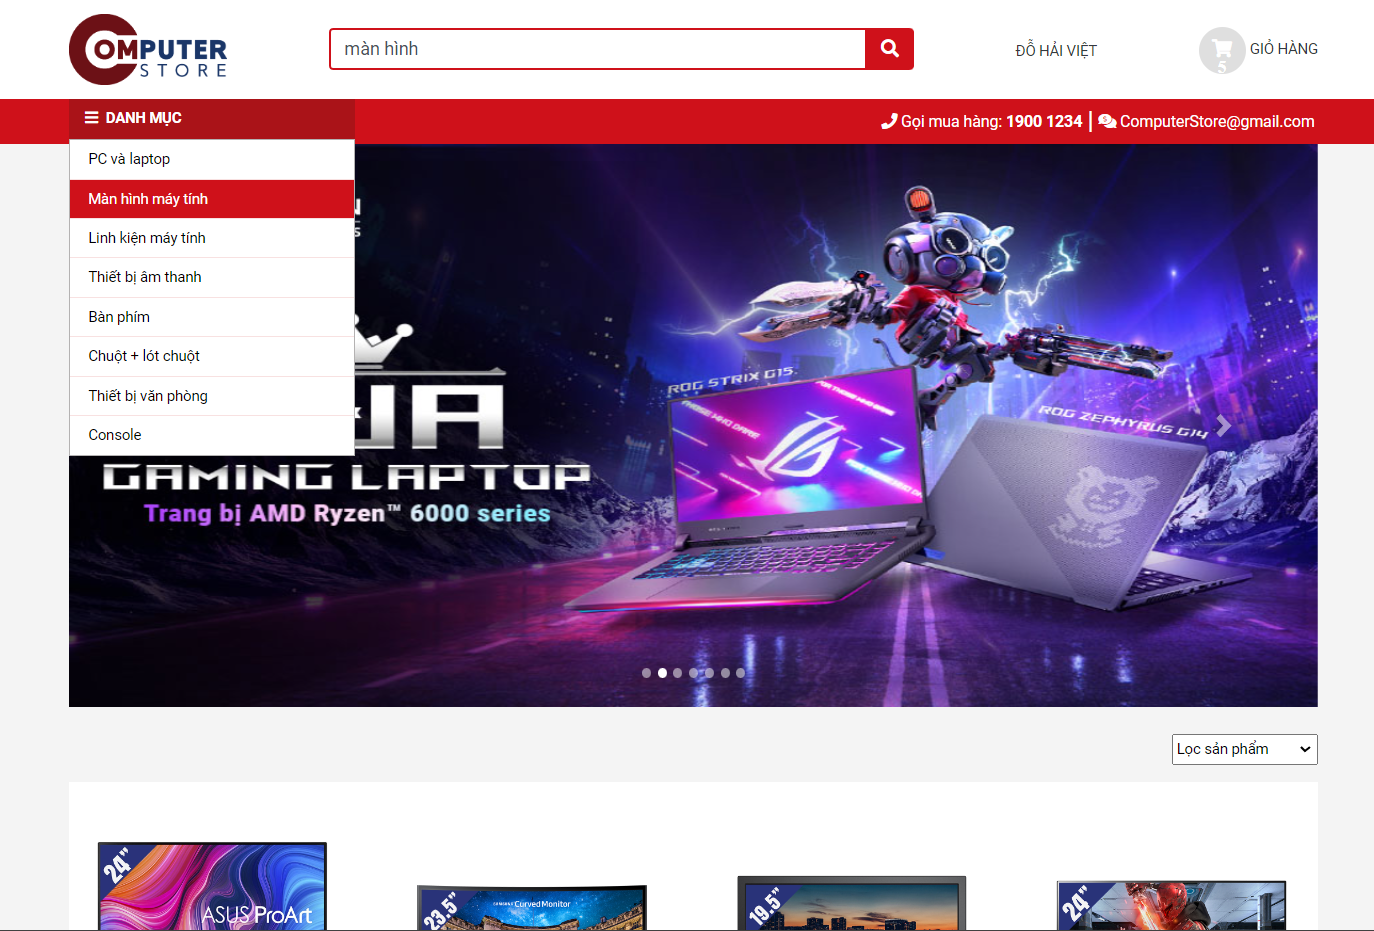 COMPUTER
STORE
màn hình
ĐỖ HẢI VIỆT
5
GIỎ HÀNG
DANH MỤC
Gọi mua hàng: 1900 1234 | ComputerStore@gmail.com
PC và laptop
Màn hình máy tính
Linh kiện máy tính
Thiết bị âm thanh
Bàn phím
Chuột + lót chuột
Thiết bị văn phòng
Console
ROG STRIX G15
ROG ZEPHYRUS G14
GAMING LAPTOP
Trang bị AMD Ryzen™ 6000 series
Lọc sản phẩm
24"
ASUS ProArt
23.5"
SAMSUNG Curved Monitor
19.5"
24"